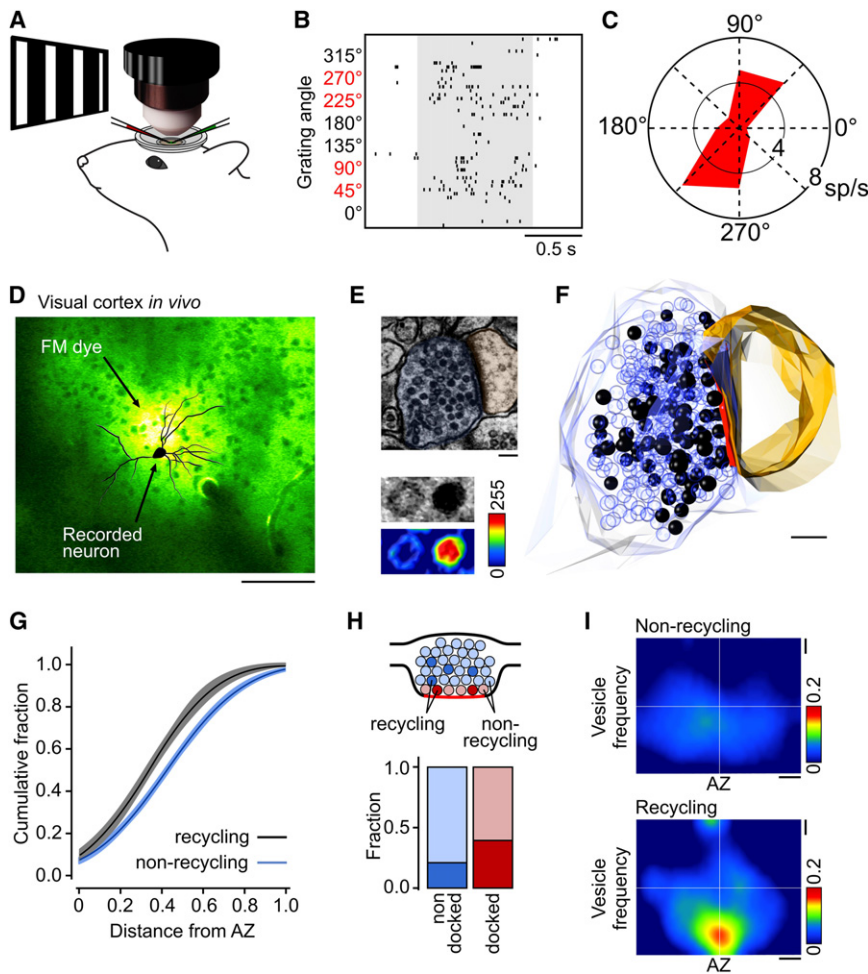 A
B
Grating angle
315°
270°
225°
180°
135°
90°
45°
0°
0.5 s
C
90°
180°
0°
4
8
sp/s
270°
D Visual cortex in vivo
FM dye
Recorded
neuron
E
255
0
F
G
Cumulative fraction
1.0
0.8
0.6
0.4
0.2
0.0
recycling
non-recycling
0 0.2 0.4 0.6 0.8 1.0
Distance from AZ
H
recycling
non-
recycling
Fraction
1.0
0.5
0.0
non
docked
docked
I
Non-recycling
Vesicle
frequency
0.2
0
AZ
Recycling
Vesicle
frequency
0.2
0
AZ